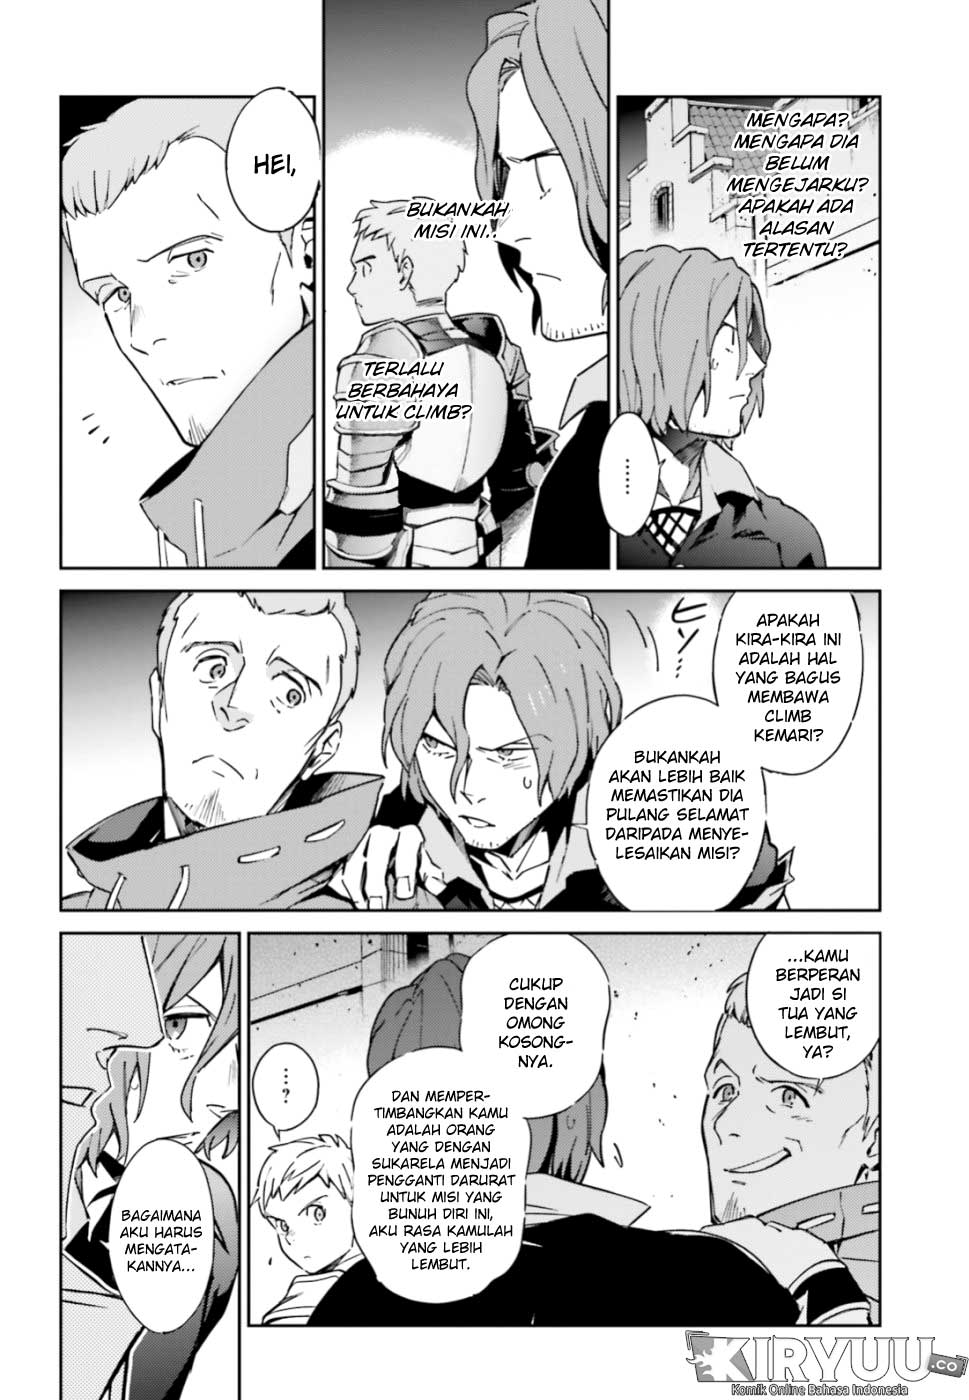 MENGAPA?
MENGAPA DIA
BELUM
MENGEJARKU?
APAKAH ADA
ALASAN
TERTENTU?
......
BUKANKAH
MISI INI..
TERLALU
BERBAHAYA
UNTUK CLIMB?
HEI,
APAKAH
KIRA-KIRA INI
ADALAH HAL
YANG BAGUS
MEMBAWA
CLIMB
KEMARI?
BUKANKAH
AKAN LEBIH BAIK
MEMASTIKAN DIA
PULANG SELAMAT
DARIPADA MENYE-
LESAIKAN MISI?
ヒソ
...KAMU
BERPERAN
JADI SI
TUA YANG
LEMBUT,
YA?
CUKUP
DENGAN
OMONG
KOSONG-
NYA.
DAN MEMPER-
TIMBANGKAN KAMU
ADALAH ORANG
YANG DENGAN
SUKARELA MENJADI
PENGGANTI DARURAT
UNTUK MISI YANG
BUNUH DIRI INI,
AKU RASA KAMULAH
YANG LEBIH
LEMBUT.
...?
BAGAIMANA
AKU HARUS
MENGATA-
KANNYA...
KIRYUU.CO
Komik Online Bahasa Indonesia